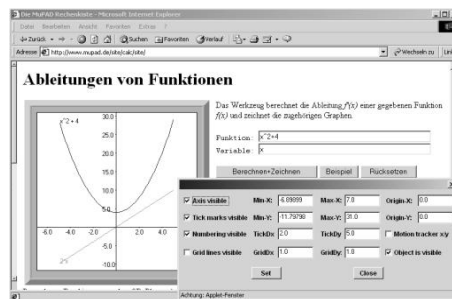 Die MuPAD Rechenkiste - Microsoft Internet Explorer
Datei Bearbeiten Ansicht Favoriten Extras ?
Zurück Suchen Favoriten Verlauf
Adresse http://www.mupad.de/site/calc/site/ Wechseln zu
Ableitungen von Funktionen
Das Werkzeug berechnet die Ableitung f'(x) einer gegebenen Funktion
f(x) und zeichnet die zugehörigen Graphen.
Funktion: x^2+4
Variable: x
Berechnen+Zeichnen Beispiel Rücksetzen
x^2+4
30.0
25.0
20.0
15.0
10.0
5.0
-6.0 -4.0 -2.0 2.0 4.0 6.0
-5.0
-10.0
Axis visible Min-X: Max-X: 7.0 Origin-X: 0.0
Tick marks visible Min-Y: -11.79798 Max-Y: 31.0 Origin-Y: 0.0
Numbering visible TickDx 2.0 TickDy 5.0 Motion tracker x/y
Grid lines visible GridDx: 1.0 GridDy: 1.0 Object is visible
Set Close
Achtung: Applet-Fenster